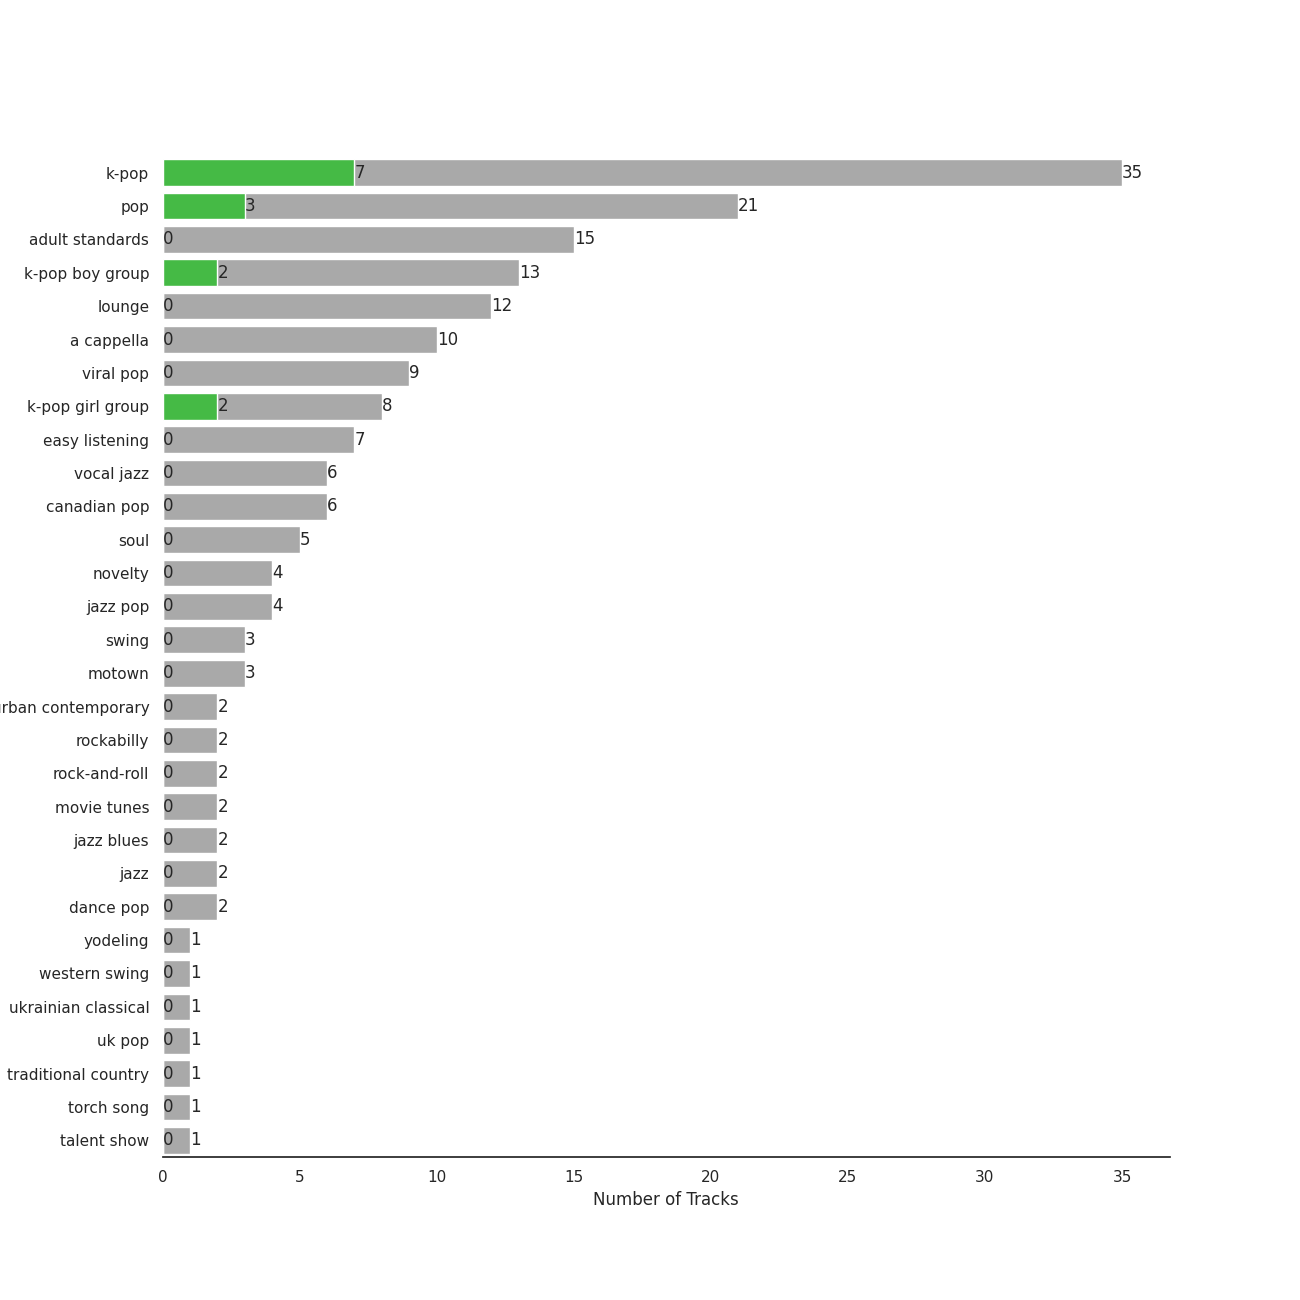 k-pop 7 35
pop 3 21
adult standards 0 15
k-pop boy group 2 13
lounge 0 12
a cappella 0 10
viral pop 0 9
k-pop girl group 2 8
easy listening 0 7
vocal jazz 0 6
canadian pop 0 6
soul 0 5
novelty 0 4
jazz pop 0 4
swing 0 3
motown 0 3
rban contemporary 0 2
rockabilly 0 2
rock-and-roll 0 2
movie tunes 0 2
jazz blues 0 2
jazz 0 2
dance pop 0 2
yodeling 0 1
western swing 0 1
ukrainian classical 0 1
uk pop 0 1
traditional country 0 1
torch song 0 1
talent show 0 1
0 5 10 15 20 25 30 35
Number of Tracks